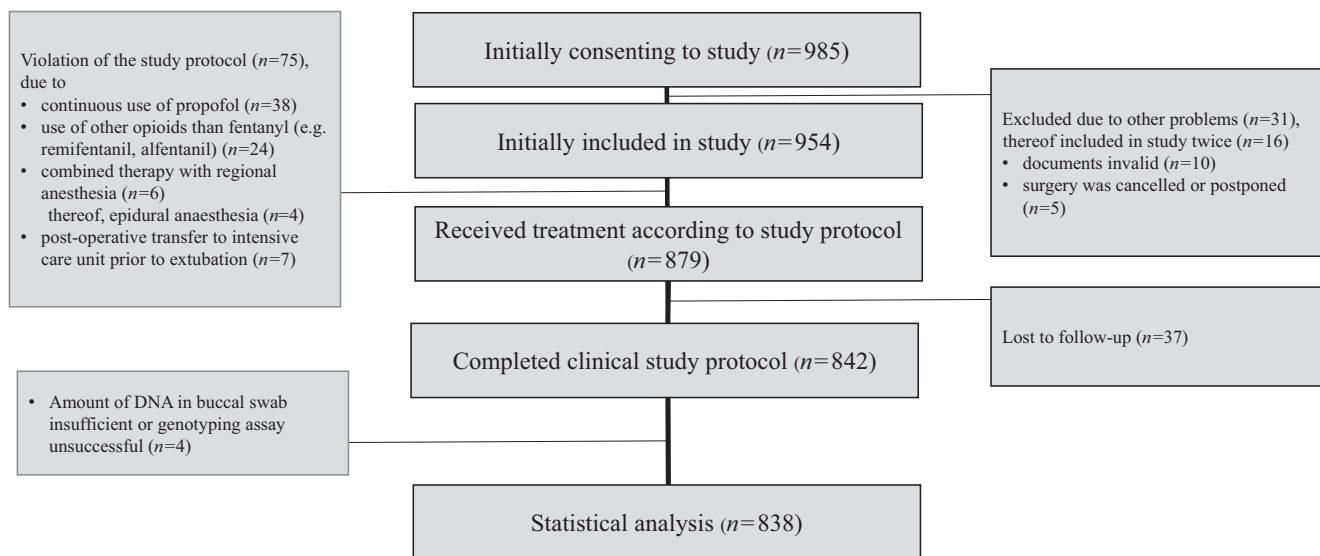 Initially consenting to study (n=985)
Violation of the study protocol (n=75),
due to
• continuous use of propofol (n=38)
• use of other opioids than fentanyl (e.g.
remifentanil, alfentanil) (n=24)
• combined therapy with regional
anesthesia (n=6)
thereof, epidural anaesthesia (n=4)
• post-operative transfer to intensive
care unit prior to extubation (n=7)
Excluded due to other problems (n=31),
thereof included in study twice (n=16)
• documents invalid (n=10)
• surgery was cancelled or postponed
(n=5)
Initially included in study (n=954)
Received treatment according to study protocol
(n=879)
Lost to follow-up (n=37)
Completed clinical study protocol (n=842)
• Amount of DNA in buccal swab
insufficient or genotyping assay
unsuccessful (n=4)
Statistical analysis (n=838)